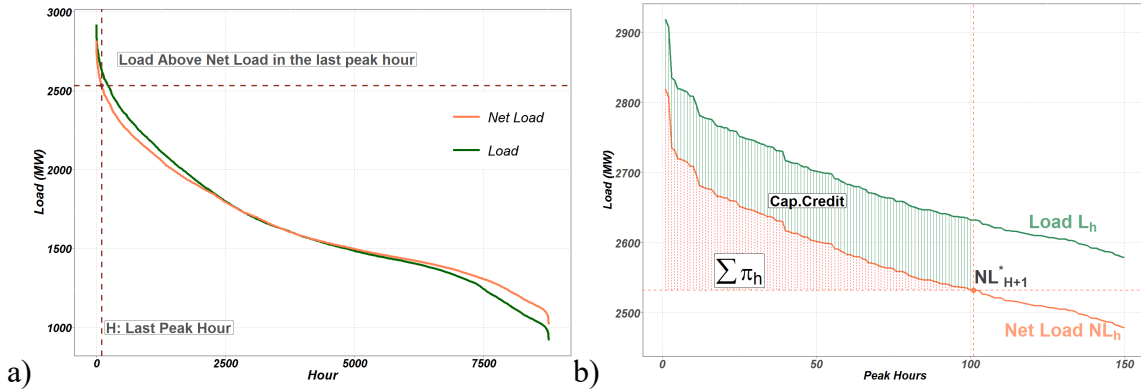 3000
2500
2000
1500
1000
Load (MW)
Load Above Net Load in the last peak hour
Net Load
Load
H: Last Peak Hour
0
2500
5000
7500
Hour
a)
2900
2800
2700
2600
2500
Load (MW)
Cap.Credit
Load Lh
∑ πh
NL*H+1
Net Load NLh
0
50
100
150
Peak Hours
b)